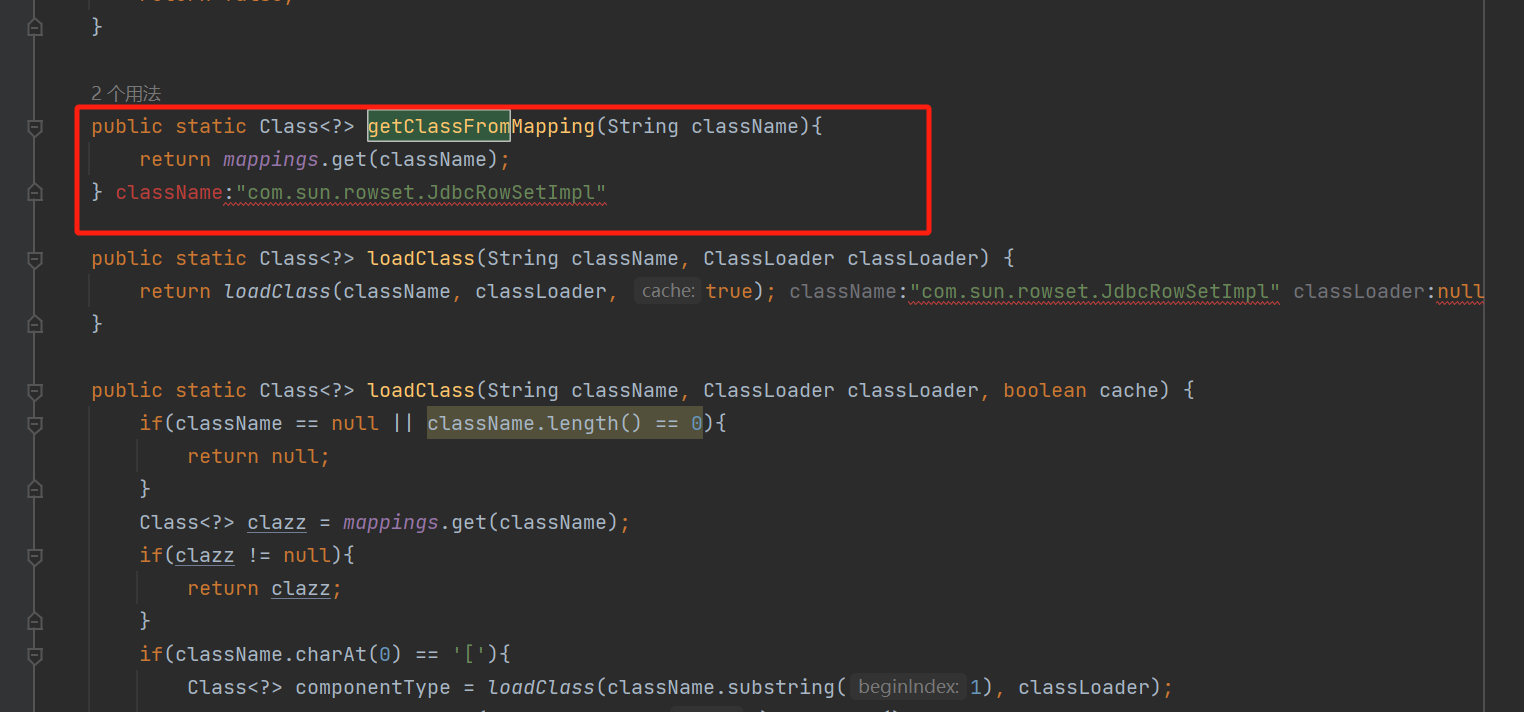 return false;
}
2 个用法
public static Class<?> getClassFromMapping(String className){
return mappings.get(className);
} className:"com.sun.rowset.JdbcRowSetImpl"
public static Class<?> loadClass(String className, ClassLoader classLoader) {
return loadClass(className, classLoader, cache: true); className:"com.sun.rowset.JdbcRowSetImpl" classLoader:null
}
public static Class<?> loadClass(String className, ClassLoader classLoader, boolean cache) {
if(className == null || className.length() == 0){
return null;
}
Class<?> clazz = mappings.get(className);
if(clazz != null){
return clazz;
}
if(className.charAt(0) == '['){
Class<?> componentType = loadClass(className.substring( beginIndex: 1), classLoader);